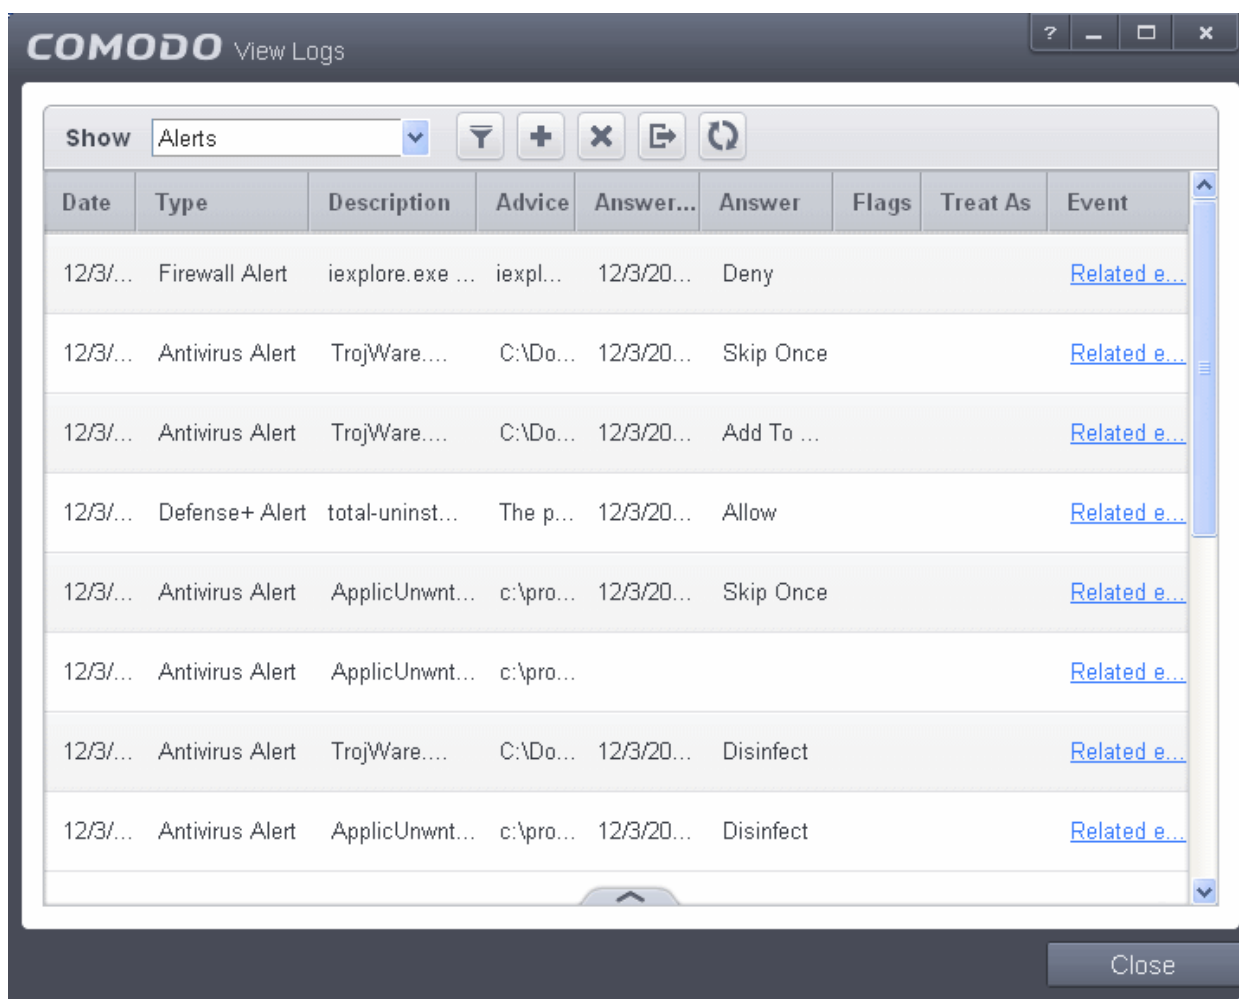 COMODO View Logs ?
Show Alerts
Date Type Description Advice Answer... Answer Flags Treat As Event
12/3/... Firewall Alert iexplore.exe ... iexpl... 12/3/20... Deny Related e...
12/3/... Antivirus Alert TrojWare.... C:\Do... 12/3/20... Skip Once Related e...
12/3/... Antivirus Alert TrojWare.... C:\Do... 12/3/20... Add To ... Related e...
12/3/... Defense+ Alert total-uninst... The p... 12/3/20... Allow Related e...
12/3/... Antivirus Alert ApplicUnwnt... c:\pro... 12/3/20... Skip Once Related e...
12/3/... Antivirus Alert ApplicUnwnt... c:\pro... Related e...
12/3/... Antivirus Alert TrojWare.... C:\Do... 12/3/20... Disinfect Related e...
12/3/... Antivirus Alert ApplicUnwnt... c:\pro... 12/3/20... Disinfect Related e...
Close